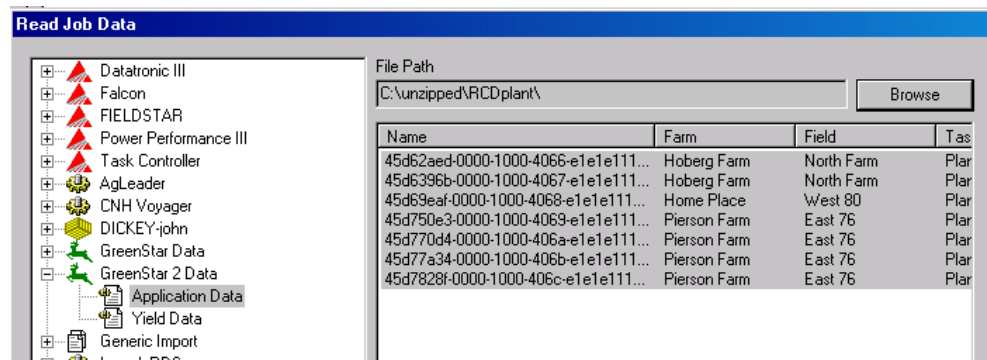 Read Job Data
Datatronic III
Falcon
FIELDSTAR
Power Performance III
Task Controller
AgLeader
CNH Voyager
DICKEY-john
GreenStar Data
GreenStar 2 Data
Application Data
Yield Data
Generic Import
File Path
C:\unzipped\RCDplant\
Browse
Name Farm Field Tas
45d62aed-0000-1000-4066-e1e1e111... Hoberg Farm North Farm Plar
45d6396b-0000-1000-4067-e1e1e111... Hoberg Farm North Farm Plar
45d69eaf-0000-1000-4068-e1e1e111... Home Place West 80 Plar
45d750e3-0000-1000-4069-e1e1e111... Pierson Farm East 76 Plar
45d770d4-0000-1000-406a-e1e1e111... Pierson Farm East 76 Plar
45d77a34-0000-1000-406b-e1e1e111... Pierson Farm East 76 Plar
45d7828f-0000-1000-406c-e1e1e111... Pierson Farm East 76 Plar